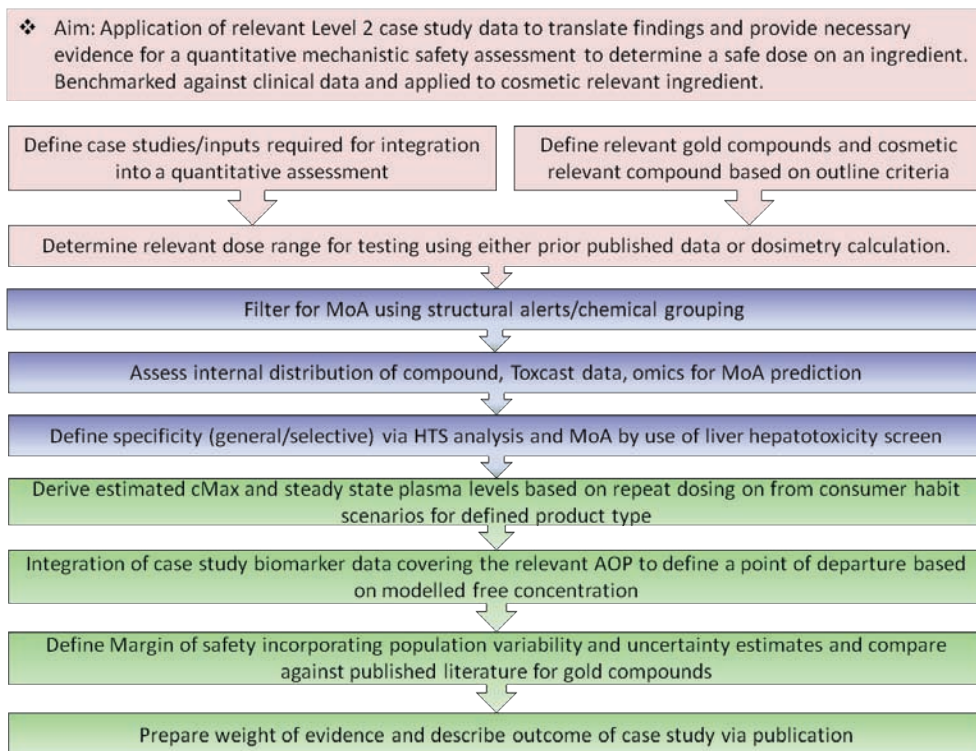 ❖ Aim: Application of relevant Level 2 case study data to translate findings and provide necessary
evidence for a quantitative mechanistic safety assessment to determine a safe dose on an ingredient.
Benchmarked against clinical data and applied to cosmetic relevant ingredient.
Define case studies/inputs required for integration
into a quantitative assessment
Define relevant gold compounds and cosmetic
relevant compound based on outline criteria
Determine relevant dose range for testing using either prior published data or dosimetry calculation.
Filter for MoA using structural alerts/chemical grouping
Assess internal distribution of compound, Toxcast data, omics for MoA prediction
Define specificity (general/selective) via HTS analysis and MoA by use of liver hepatotoxicity screen
Derive estimated cMax and steady state plasma levels based on repeat dosing on from consumer habit
scenarios for defined product type
Integration of case study biomarker data covering the relevant AOP to define a point of departure based
on modelled free concentration
Define Margin of safety incorporating population variability and uncertainty estimates and compare
against published literature for gold compounds
Prepare weight of evidence and describe outcome of case study via publication